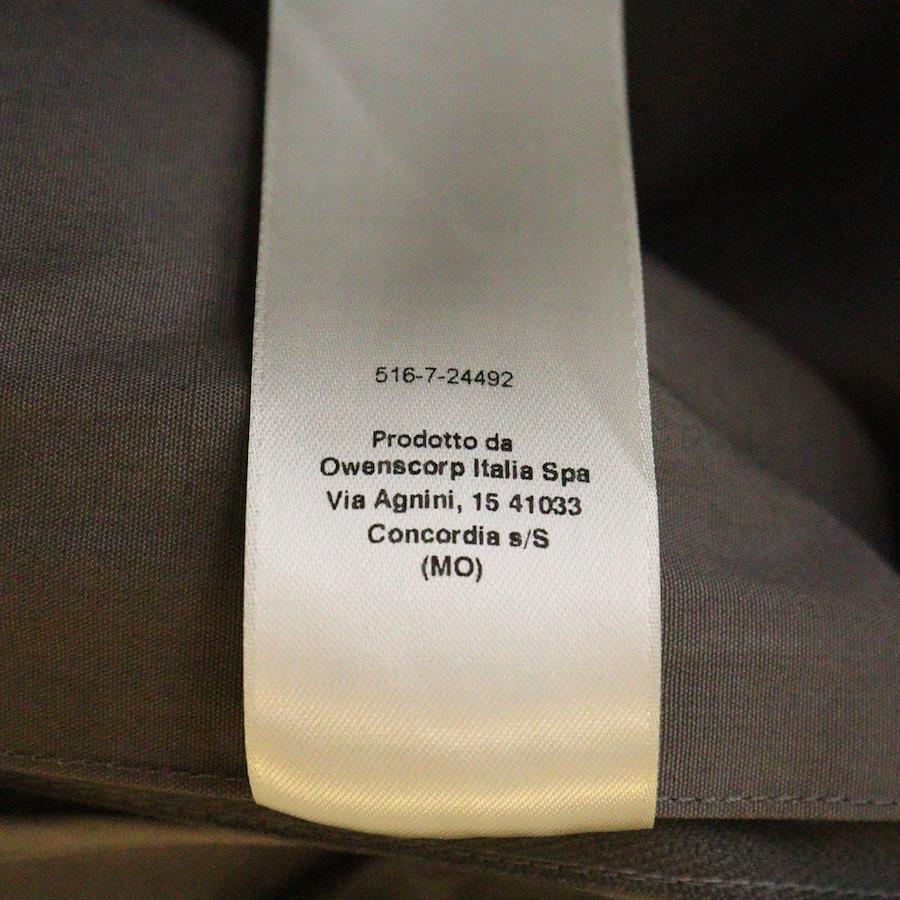 516-7-24492
Prodotto da
Owenscorp Italia Spa
Via Agnini, 15 41033
Concordia s/S
(MO)